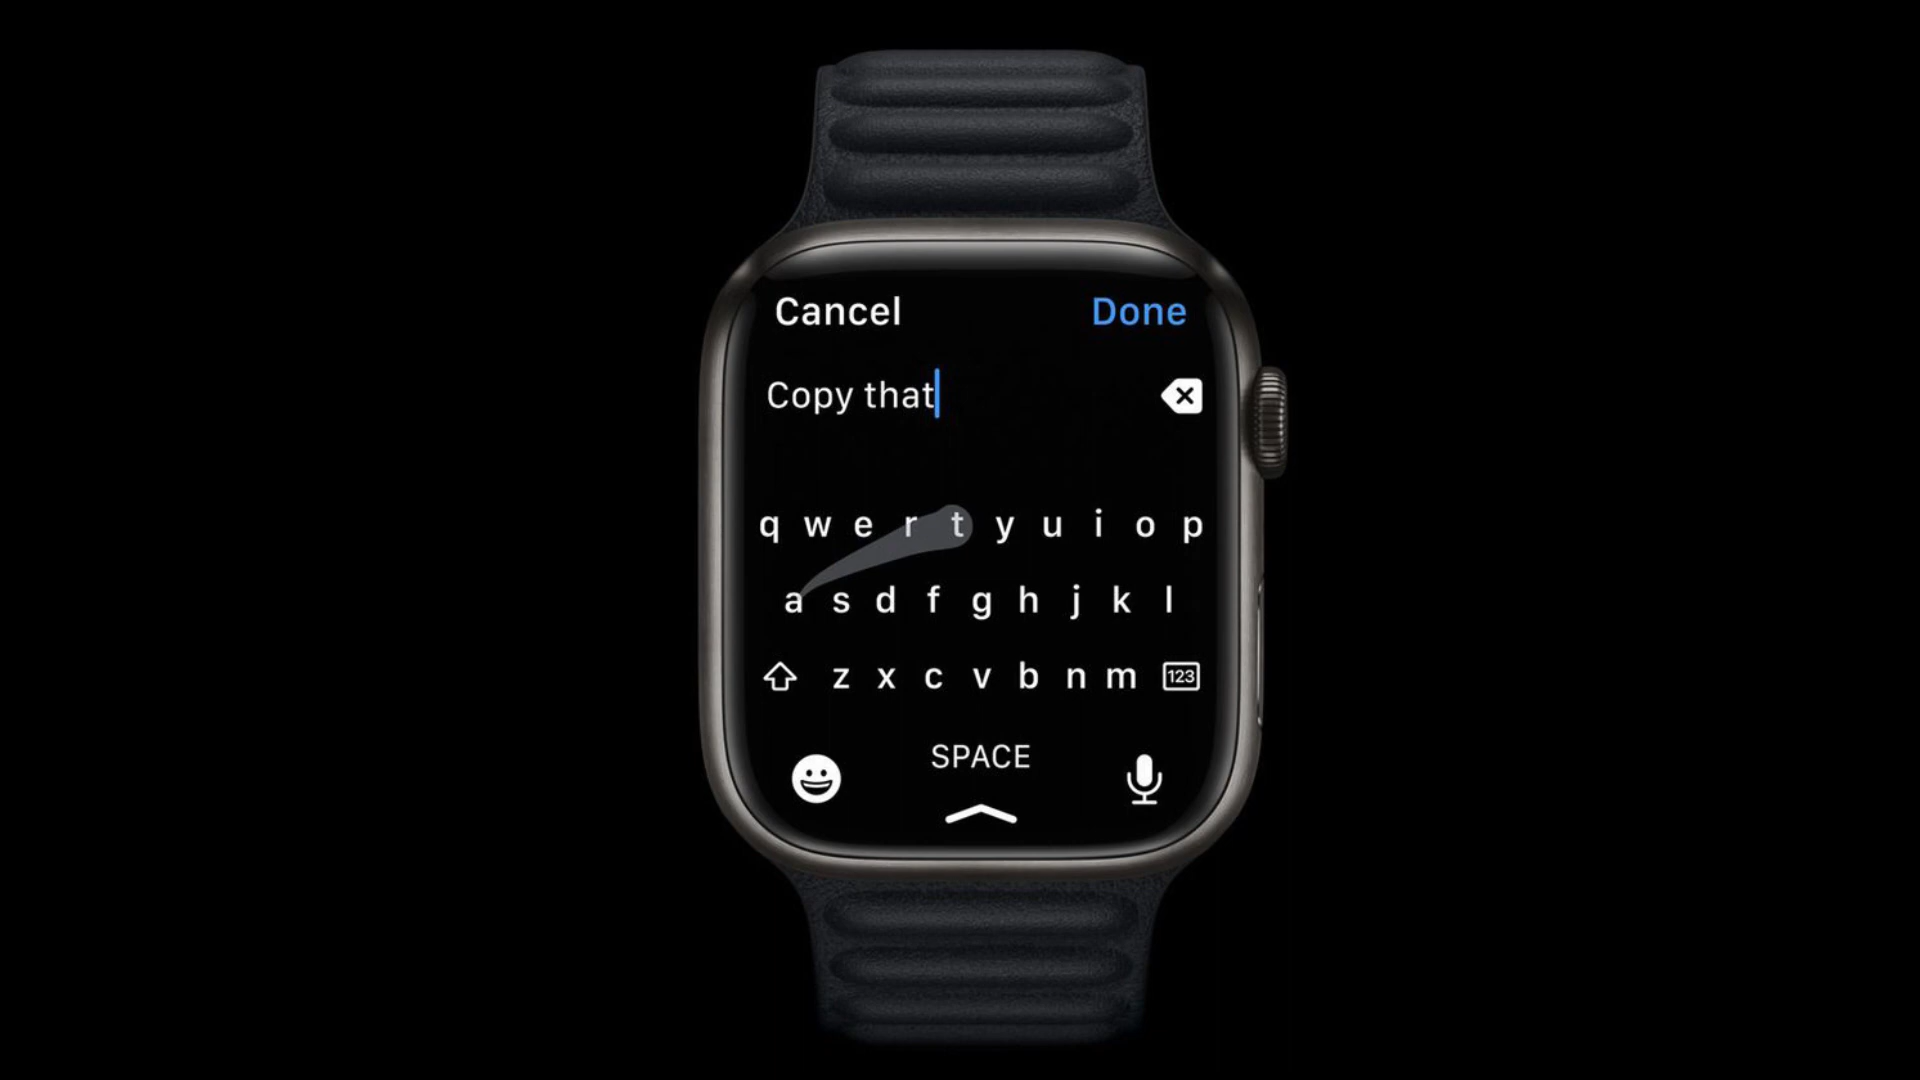 Cancel Done
Copy that
q w e r t y u i o p
a s d f g h j k l
z x c v b n m 123
SPACE